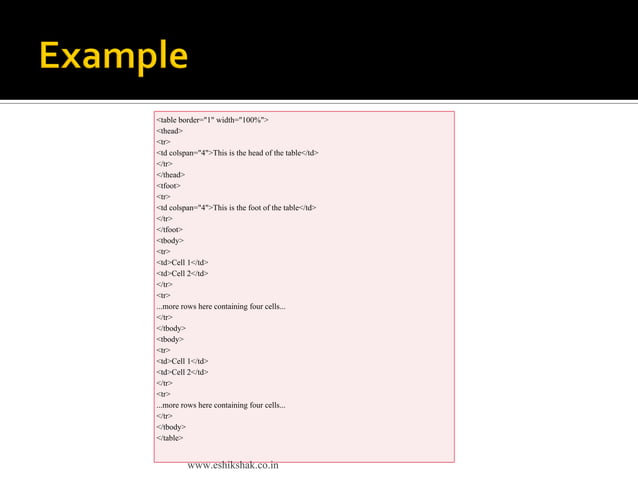 Example
<table border="1" width="100%">
<thead>
<tr>
<td colspan="4">This is the head of the table</td>
</tr>
</thead>
<tfoot>
<tr>
<td colspan="4">This is the foot of the table</td>
</tr>
</tfoot>
<tbody>
<tr>
<td>Cell 1</td>
<td>Cell 2</td>
</tr>
<tr>
...more rows here containing four cells...
</tr>
</tbody>
<tbody>
<tr>
<td>Cell 1</td>
<td>Cell 2</td>
</tr>
<tr>
...more rows here containing four cells...
</tr>
</tbody>
</table>
www.eshikshak.co.in